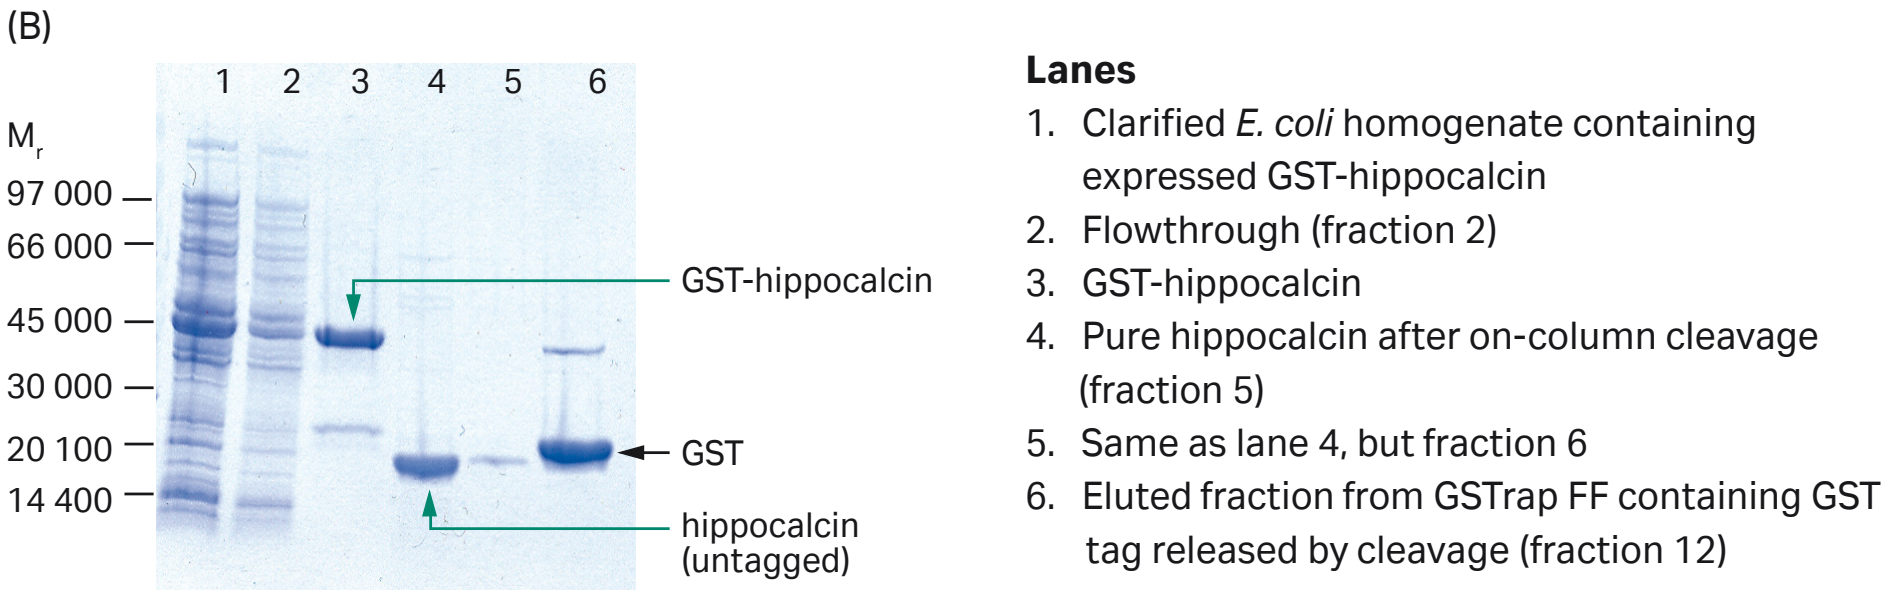 (B)
1 2 3 4 5 6
Mr
97 000
66 000
45 000
30 000
20 100
14 400
GST-hippocalcin
GST
hippocalcin
(untagged)
Lanes
1. Clarified E. coli homogenate containing
expressed GST-hippocalcin
2. Flowthrough (fraction 2)
3. GST-hippocalcin
4. Pure hippocalcin after on-column cleavage
(fraction 5)
5. Same as lane 4, but fraction 6
6. Eluted fraction from GSTrap FF containing GST
tag released by cleavage (fraction 12)